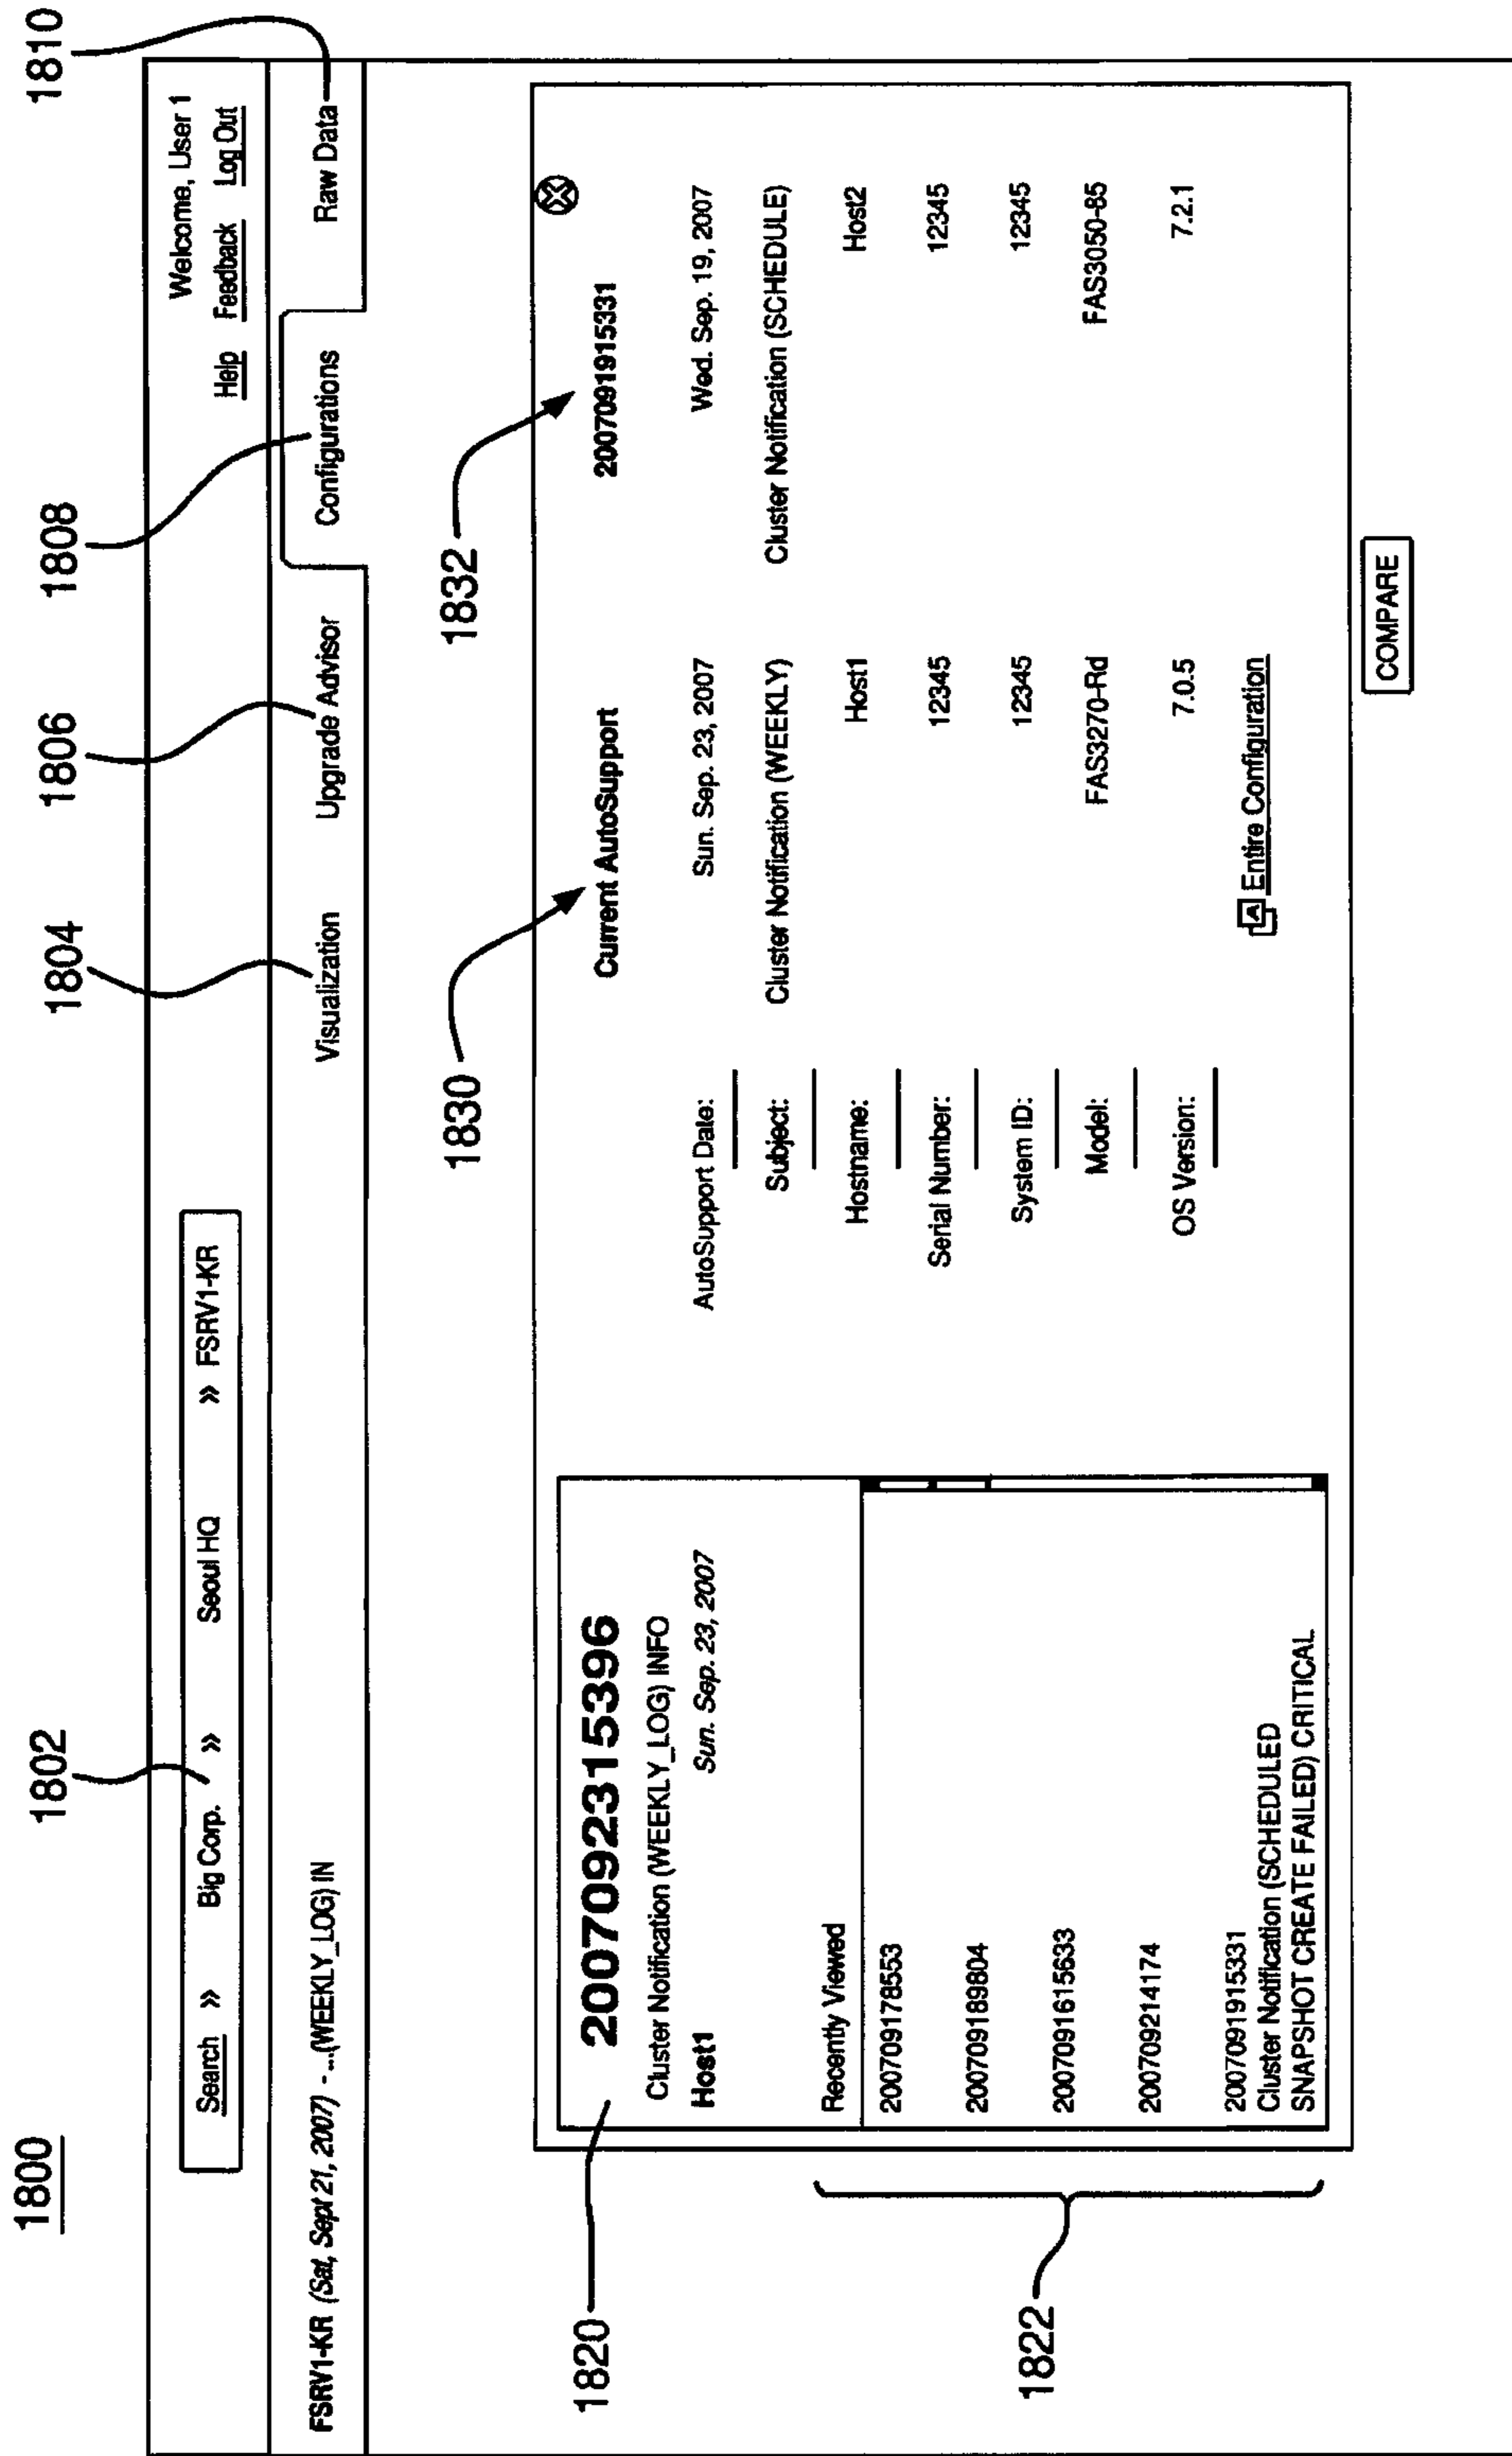 1800
1802
1804
1806
1808
1810
Welcome, User 1
Search » Big Corp. » Seoul HQ » FSRV1-KR
Help Feedback Log Out
FSRV1-KR (Sat, Sept 21, 2007) - ...(WEEKLY_LOG) IN
Visualization
Upgrade Advisor
Configurations
Raw Data
1820
2007092315396
Cluster Notification (WEEKLY_LOG) INFO
Host1 Sun. Sep. 23, 2007
1822
Recently Viewed
200709178553
200709189804
2007091615633
200709214174
2007091915331
Cluster Notification (SCHEDULED
SNAPSHOT CREATE FAILED) CRITICAL
1830
1832
Current AutoSupport 2007091915331
AutoSupport Date: Sun. Sep. 23, 2007 Wed. Sep. 19, 2007
Subject: Cluster Notification (WEEKLY) Cluster Notification (SCHEDULE)
Hostname: Host1 Host2
Serial Number: 12345 12345
System ID: 12345 12345
Model: FAS3270-Rd FAS3050-85
OS Version: 7.0.5 7.2.1
A Entire Configuration
COMPARE